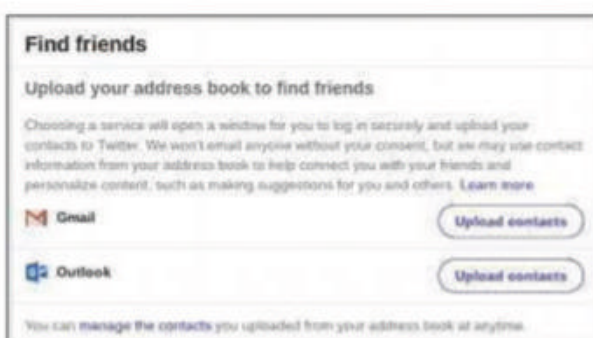 Find friends
Upload your address book to find friends
Choosing a service will open a window for you to log in securely and upload your
contacts to Twitter. We won't email anyone without your consent, but we may use contact
information from your address book to help connect you with your friends and
personalize content, such as making suggestions for you and others. Learn more
Gmail
Upload contacts
Outlook
Upload contacts
You can manage the contacts you uploaded from your address book at anytime.